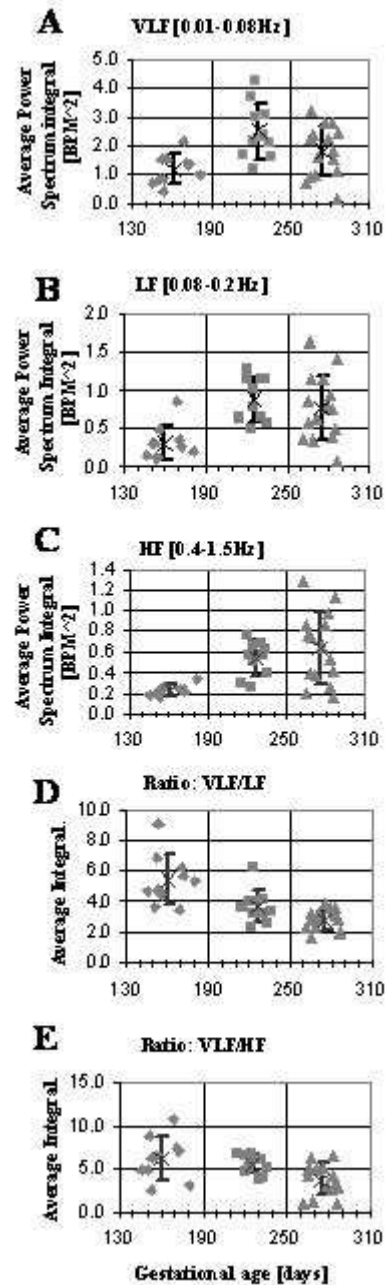 A VLF [0.01-0.08Hz]
Average Power
Spectrum Integral
[BPM^2]
5.0
4.0
3.0
2.0
1.0
0.0
130 190 250 310
B LF [0.08-0.2Hz]
Average Power
Spectrum Integral
[BPM^2]
2.0
1.5
1.0
0.5
0.0
130 190 250 310
C HF [0.4-1.5Hz]
Average Power
Spectrum Integral
[BPM^2]
1.4
1.2
1.0
0.8
0.6
0.4
0.2
0.0
130 190 250 310
D Ratio: VLF/LF
Average Integral.
10.0
8.0
6.0
4.0
2.0
0.0
130 190 250 310
E Ratio: VLF/HF
Average Integral.
15.0
10.0
5.0
0.0
130 190 250 310
Gestational age [days]